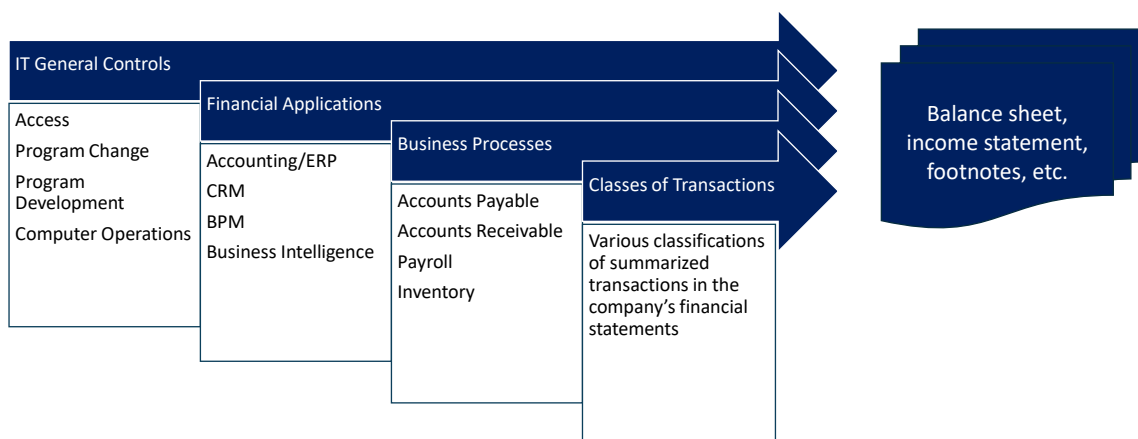 IT General Controls
Access
Program Change
Program
Development
Computer Operations
Financial Applications
Accounting/ERP
CRM
BPM
Business Intelligence
Business Processes
Accounts Payable
Accounts Receivable
Payroll
Inventory
Classes of Transactions
Various classifications
of summarized
transactions in the
company’s financial
statements
Balance sheet,
income statement,
footnotes, etc.